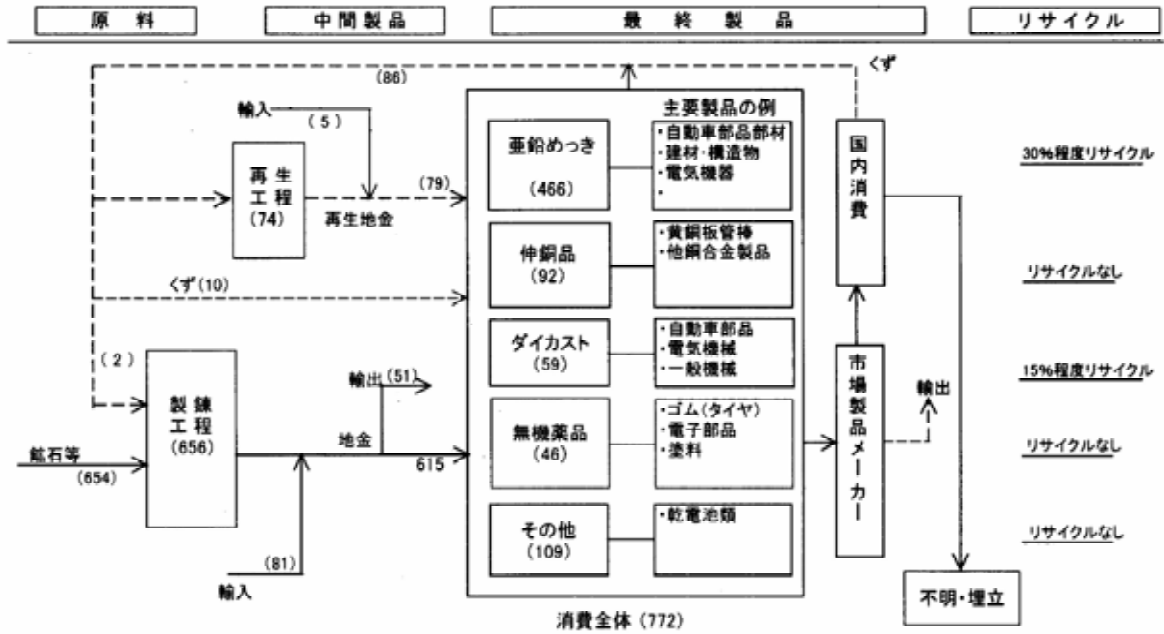 原料
中間製品
最終製品
リサイクル
(86)
くず
輸入
(5)
再生
工程
(74)
(79)
再生地金
くず(10)
(2)
製錬
工程
(656)
鉱石等
(654)
輸出
(51)
地金
615
(81)
輸入
主要製品の例
亜鉛めっき
(466)
・自動車部品部材
・建材・構造物
・電気機器
・
伸銅品
(92)
・黄銅板管棒
・他銅合金製品
ダイカスト
(59)
・自動車部品
・電気機械
・一般機械
無機薬品
(46)
・ゴム(タイヤ)
・電子部品
・塗料
その他
(109)
・乾電池類
消費全体(772)
国内消費
市場製品メーカー
輸出
不明・埋立
30%程度リサイクル
リサイクルなし
15%程度リサイクル
リサイクルなし
リサイクルなし